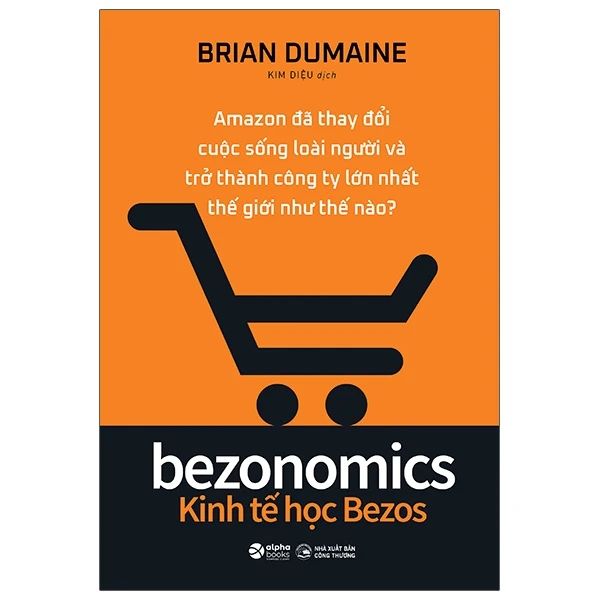 BRIAN DUMAINE
KIM DIỆU dịch
Amazon đã thay đổi
cuộc sống loài người và
trở thành công ty lớn nhất
thế giới như thế nào?
bezonomics
Kinh tế học Bezos
alpha
books
NHÀ XUẤT BẢN
CÔNG THƯƠNG